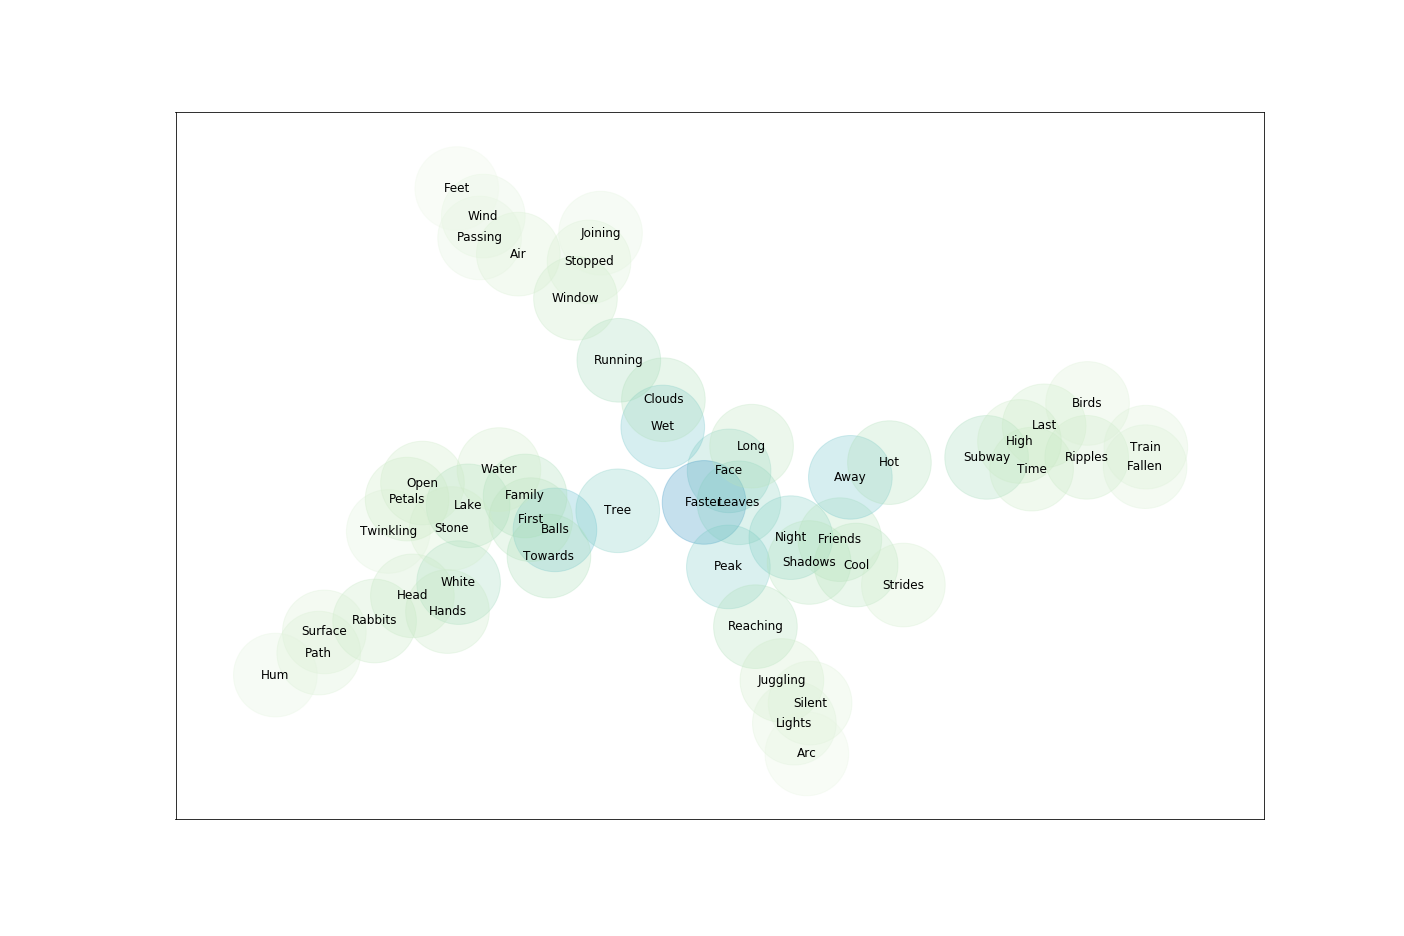 Feet
Wind
Joining
Passing
Air
Stopped
Window
Running
Clouds
Birds
Wet
Last
High
Long
Train
Subway
Ripples
Hot
Fallen
Time
Face
Water
Away
Open
Family
Petals
Faster
Leaves
Lake
Tree
First
Stone
Balls
Twinkling
Night
Friends
Towards
Shadows
Cool
Peak
White
Strides
Head
Hands
Rabbits
Reaching
Surface
Path
Hum
Juggling
Silent
Lights
Arc